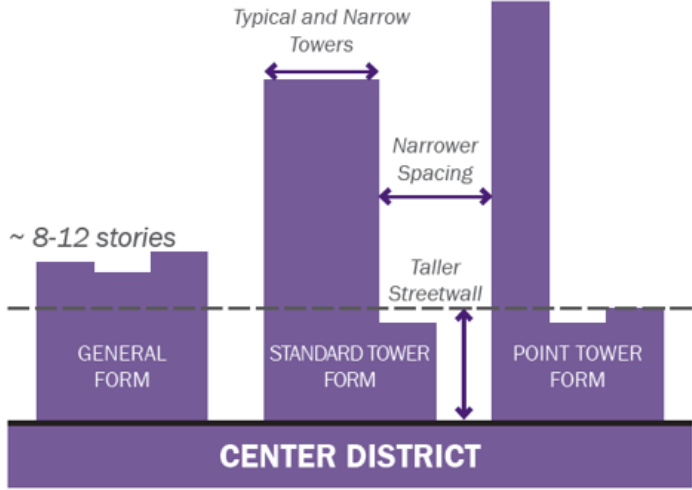 Typical and Narrow
Towers
Narrower
Spacing
~ 8-12 stories
Taller
Streetwall
GENERAL
FORM
STANDARD TOWER
FORM
POINT TOWER
FORM
CENTER DISTRICT